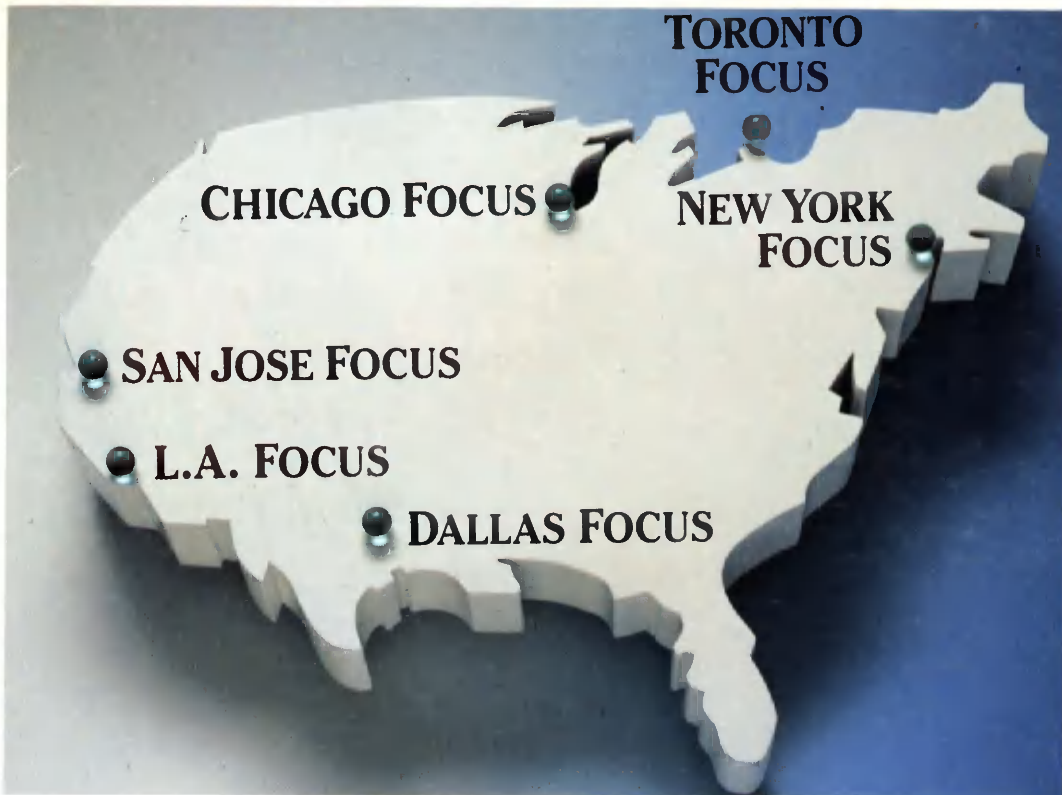 TORONTO
FOCUS
CHICAGO FOCUS
NEW YORK
FOCUS
SAN JOSE FOCUS
L.A. FOCUS
DALLAS FOCUS